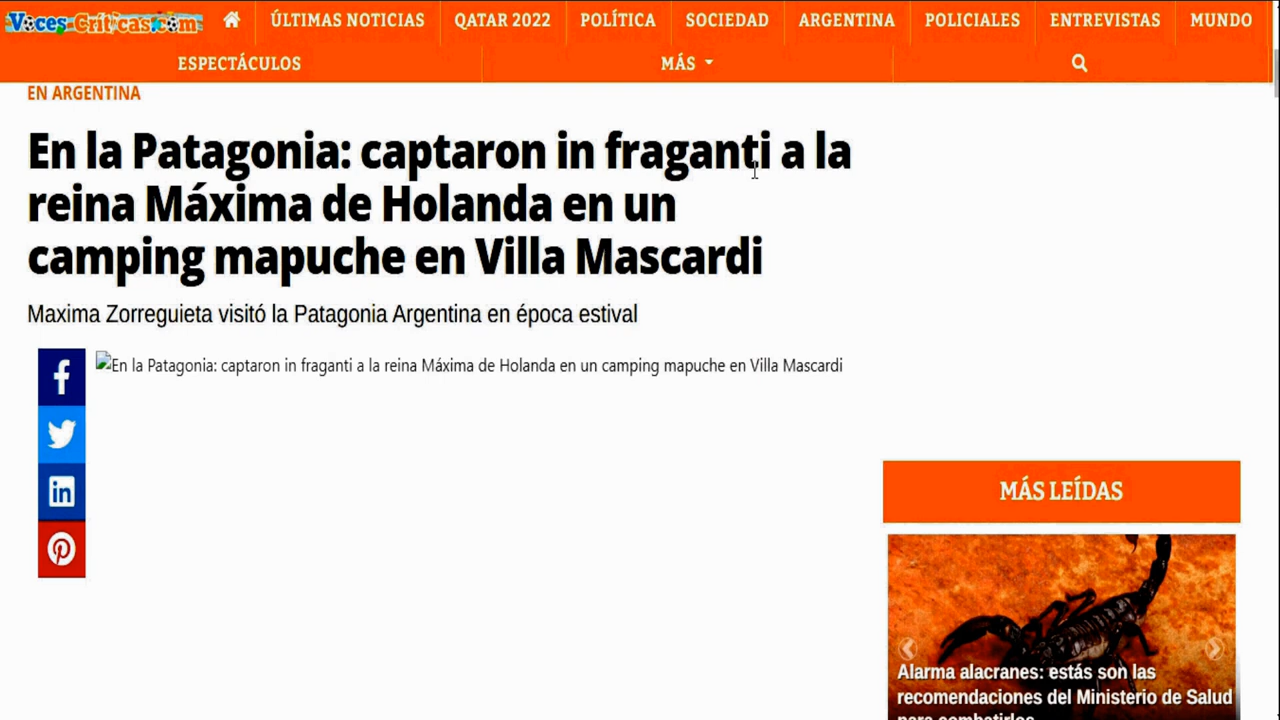 Voces Críticas.com
ÚLTIMAS NOTICIAS
QATAR 2022
POLÍTICA
SOCIEDAD
ARGENTINA
POLICIALES
ENTREVISTAS
MUNDO
ESPECTÁCULOS
MÁS
EN ARGENTINA
En la Patagonia: captaron in fraganti a la
reina Máxima de Holanda en un
camping mapuche en Villa Mascardi
Maxima Zorreguieta visitó la Patagonia Argentina en época estival
En la Patagonia: captaron in fraganti a la reina Máxima de Holanda en un camping mapuche en Villa Mascardi
MÁS LEÍDAS
Alarma alacranes: estás son las
recomendaciones del Ministerio de Salud
para combatirlos